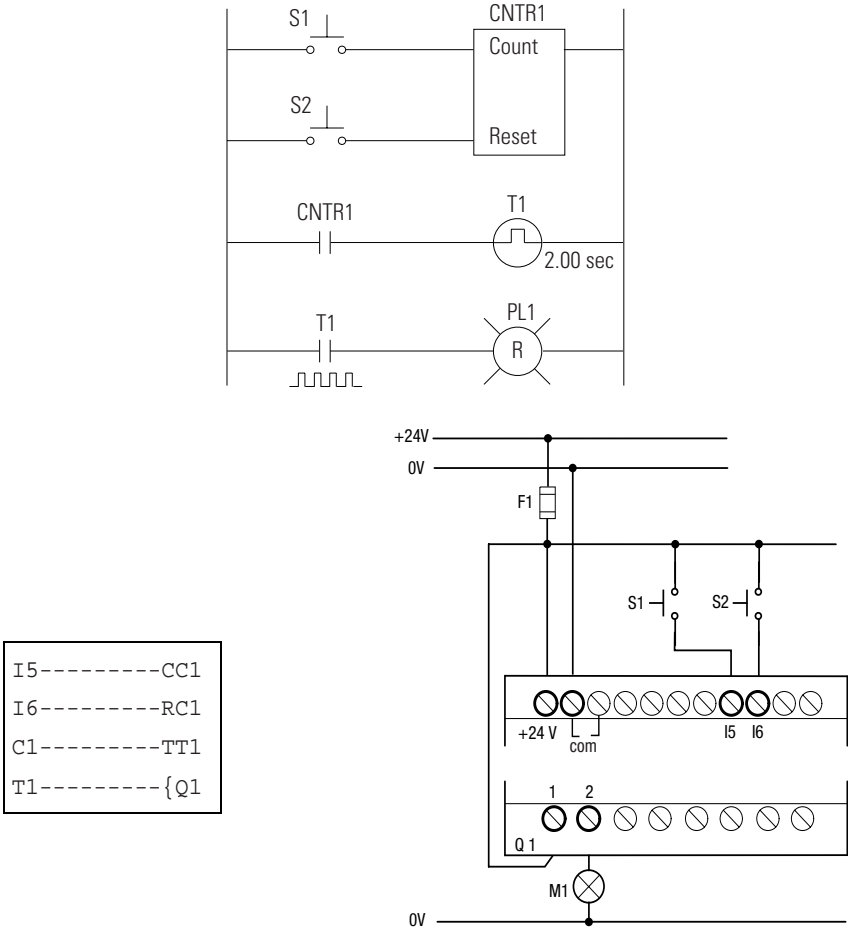 S1
CNTR1
Count
S2
Reset
CNTR1
T1
2.00 sec
T1
PL1
R
+24V
0V
F1
S1
S2
I5---------CC1
I6---------RC1
C1---------TT1
T1---------{Q1
+24 V
com
I5
I6
1
2
Q 1
M1
0V